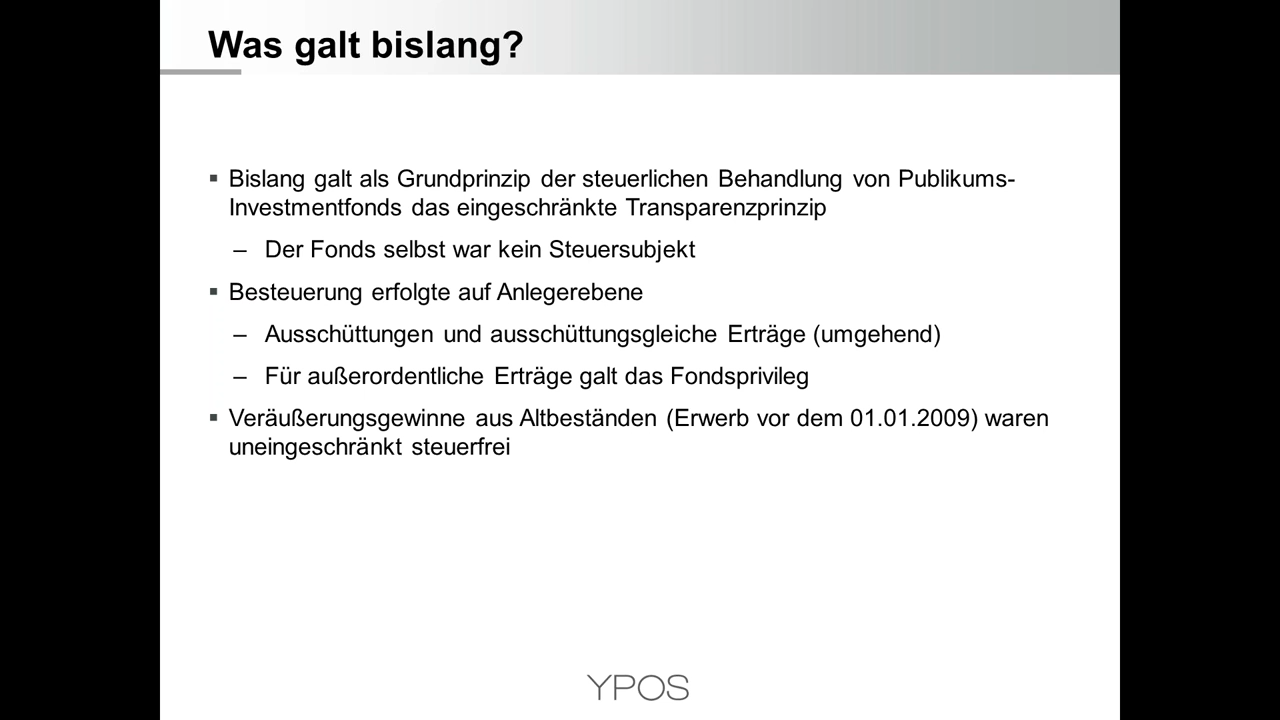 Was galt bislang?
▪ Bislang galt als Grundprinzip der steuerlichen Behandlung von Publikums-
Investmentfonds das eingeschränkte Transparenzprinzip
– Der Fonds selbst war kein Steuersubjekt
▪ Besteuerung erfolgte auf Anlegerebene
– Ausschüttungen und ausschüttungsgleiche Erträge (umgehend)
– Für außerordentliche Erträge galt das Fondsprivileg
▪ Veräußerungsgewinne aus Altbeständen (Erwerb vor dem 01.01.2009) waren
uneingeschränkt steuerfrei
YPOS